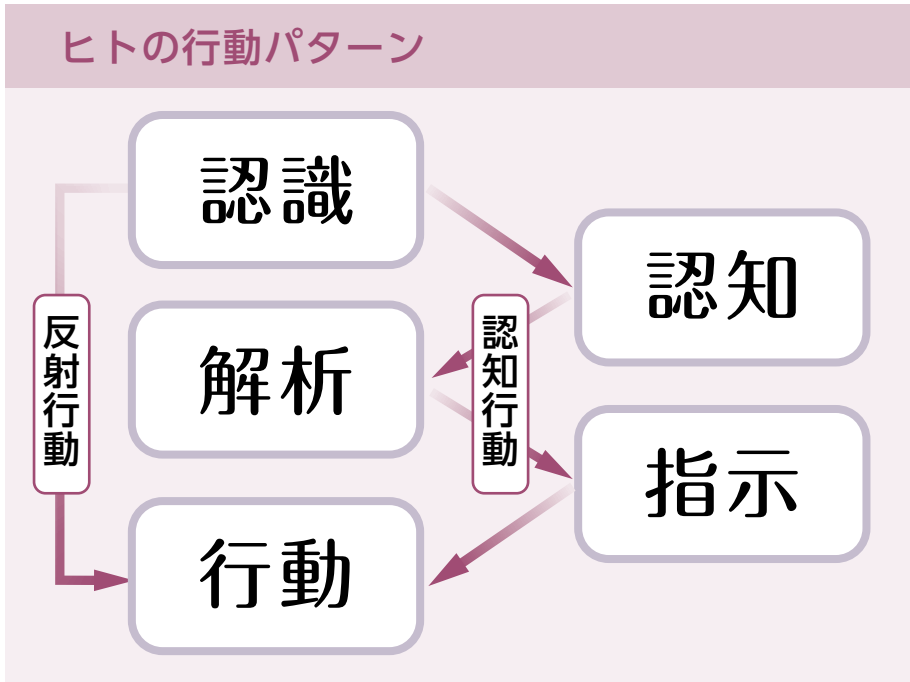 ヒトの行動パターン
認識
認知
反射行動
解析
認知行動
指示
行動